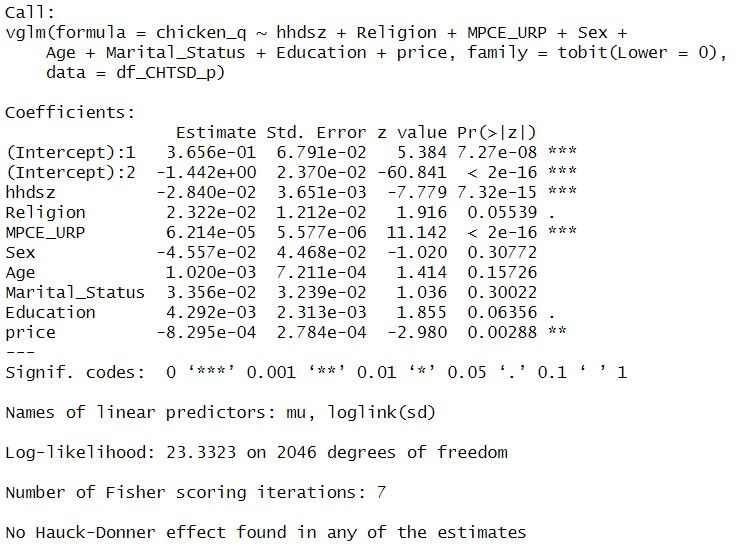 Call:
vglm(formula = chicken_q ~ hhdsz + Religion + MPCE_URP + Sex +
    Age + Marital_Status + Education + price, family = tobit(Lower = 0),
    data = df_CHTSD_p)

Coefficients:
                 Estimate Std. Error z value Pr(>|z|)
(Intercept):1   3.656e-01  6.791e-02   5.384 7.27e-08 ***
(Intercept):2  -1.442e+00  2.370e-02 -60.841  < 2e-16 ***
hhdsz          -2.840e-02  3.651e-03  -7.779 7.32e-15 ***
Religion        2.322e-02  1.212e-02   1.916  0.05539 .
MPCE_URP        6.214e-05  5.577e-06  11.142  < 2e-16 ***
Sex            -4.557e-02  4.468e-02  -1.020  0.30772
Age             1.020e-03  7.211e-04   1.414  0.15726
Marital_Status  3.356e-02  3.239e-02   1.036  0.30022
Education       4.292e-03  2.313e-03   1.855  0.06356 .
price          -8.295e-04  2.784e-04  -2.980  0.00288 **
---
Signif. codes:  0 ‘***’ 0.001 ‘**’ 0.01 ‘*’ 0.05 ‘.’ 0.1 ‘ ’ 1

Names of linear predictors: mu, loglink(sd)

Log-likelihood: 23.3323 on 2046 degrees of freedom

Number of Fisher scoring iterations: 7

No Hauck-Donner effect found in any of the estimates